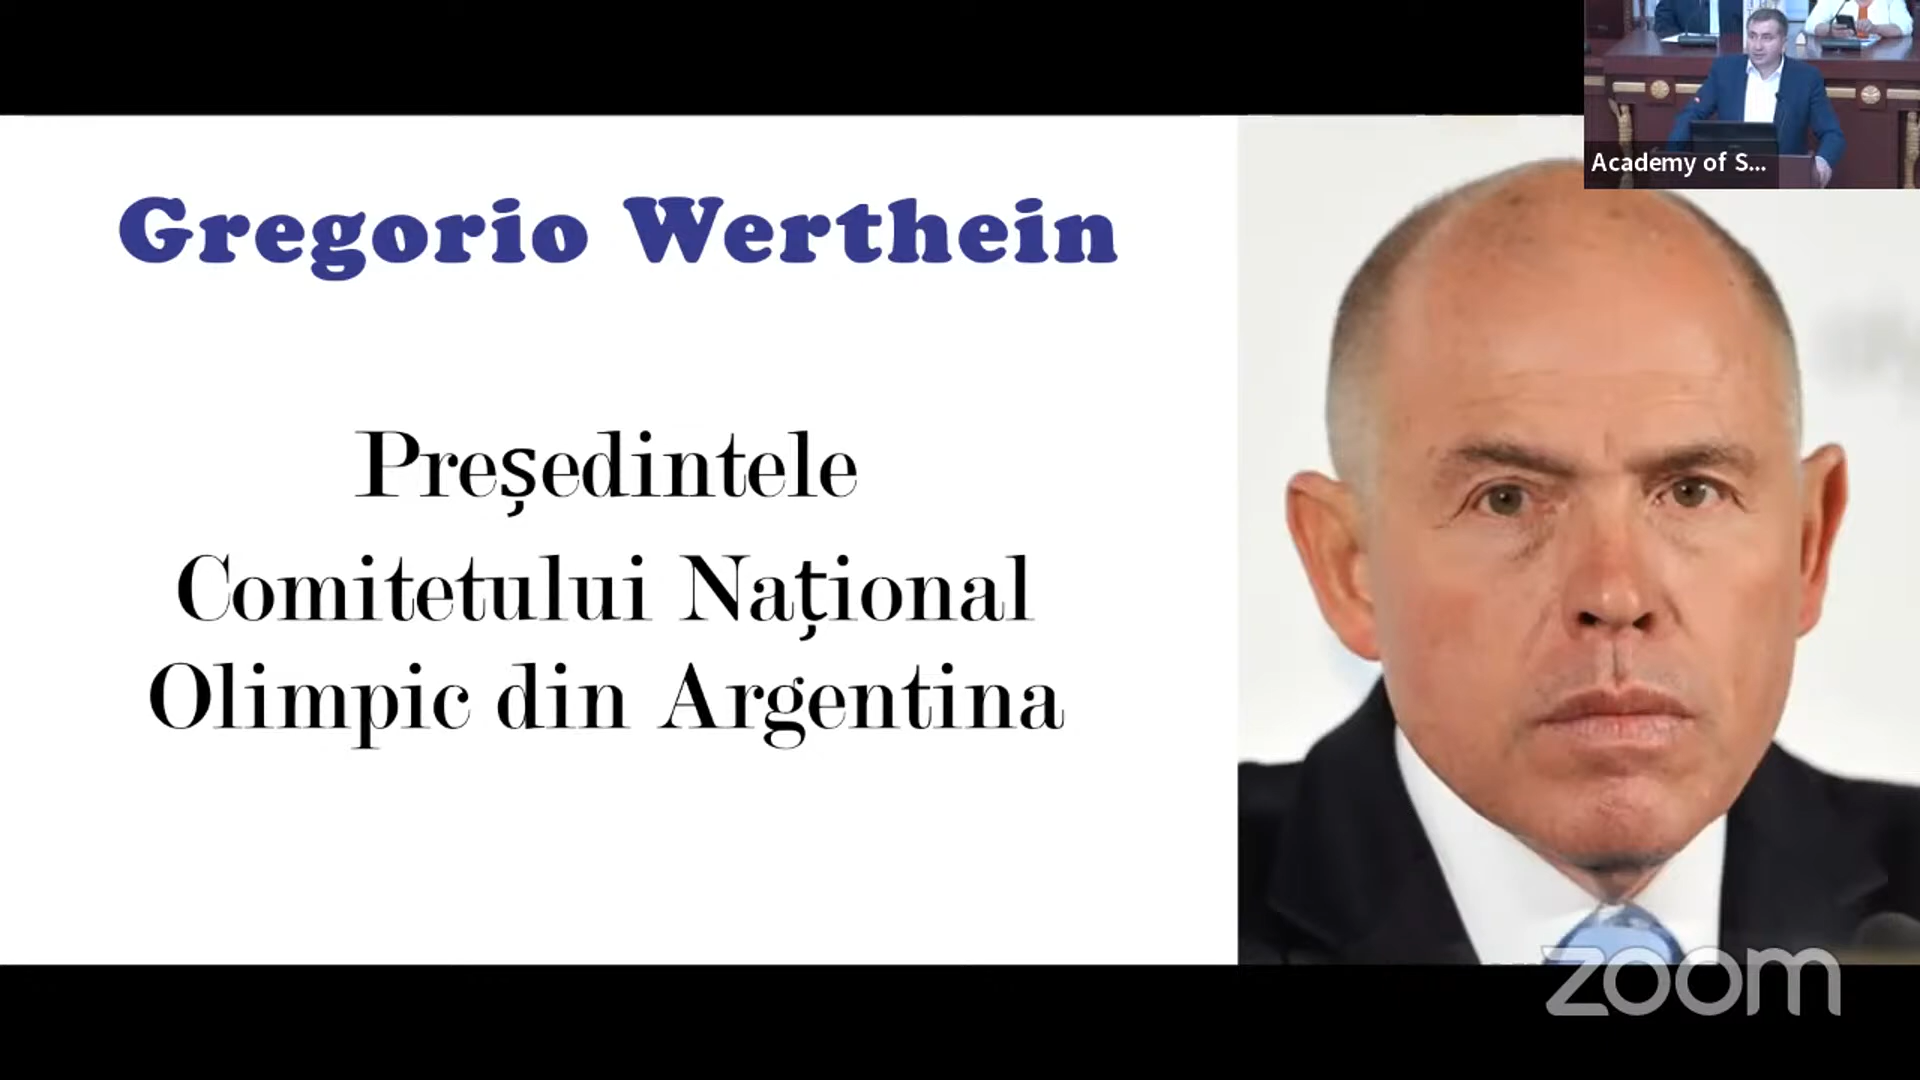 Academy of S...
Gregorio Werthein
Președintele
Comitetului Național
Olimpic din Argentina
zoom